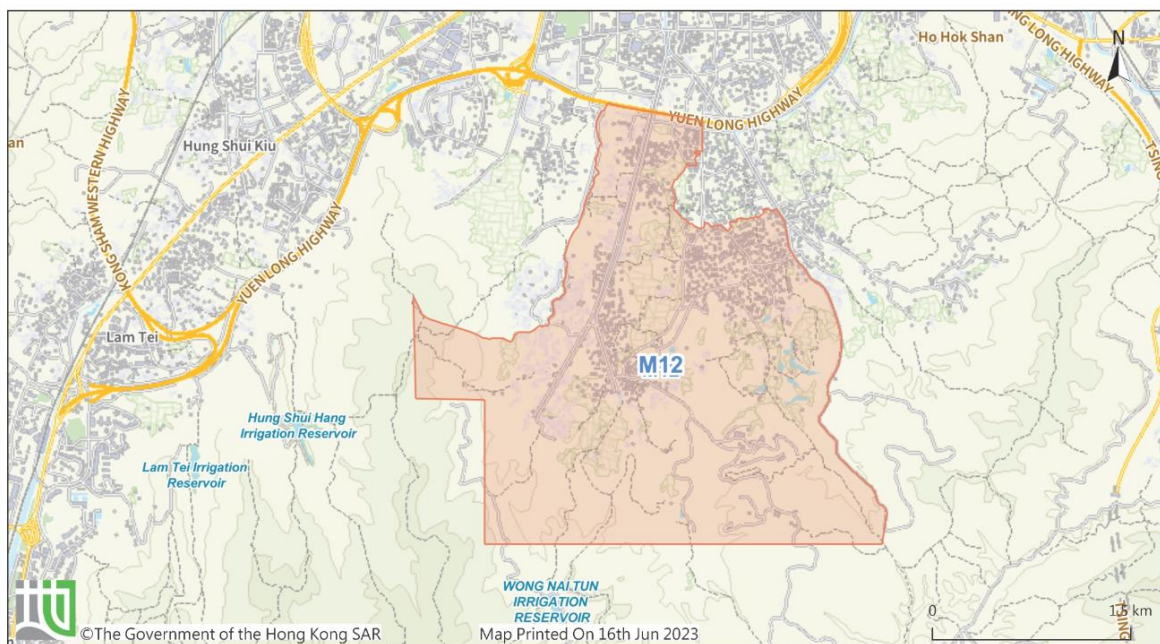 Ho Hok Shan
N
TSING LONG HIGHWAY
KONG SHAM WESTERN HIGHWAY
Hung Shui Kiu
YUEN LONG HIGHWAY
YUEN LONG HIGHWAY
Lam Tei
M12
Hung Shui Hang
Irrigation Reservoir
Lam Tei Irrigation
Reservoir
WONG NAI TUN
IRRIGATION
RESERVOIR
0 1.5 km
©The Government of the Hong Kong SAR
Map Printed On 16th Jun 2023